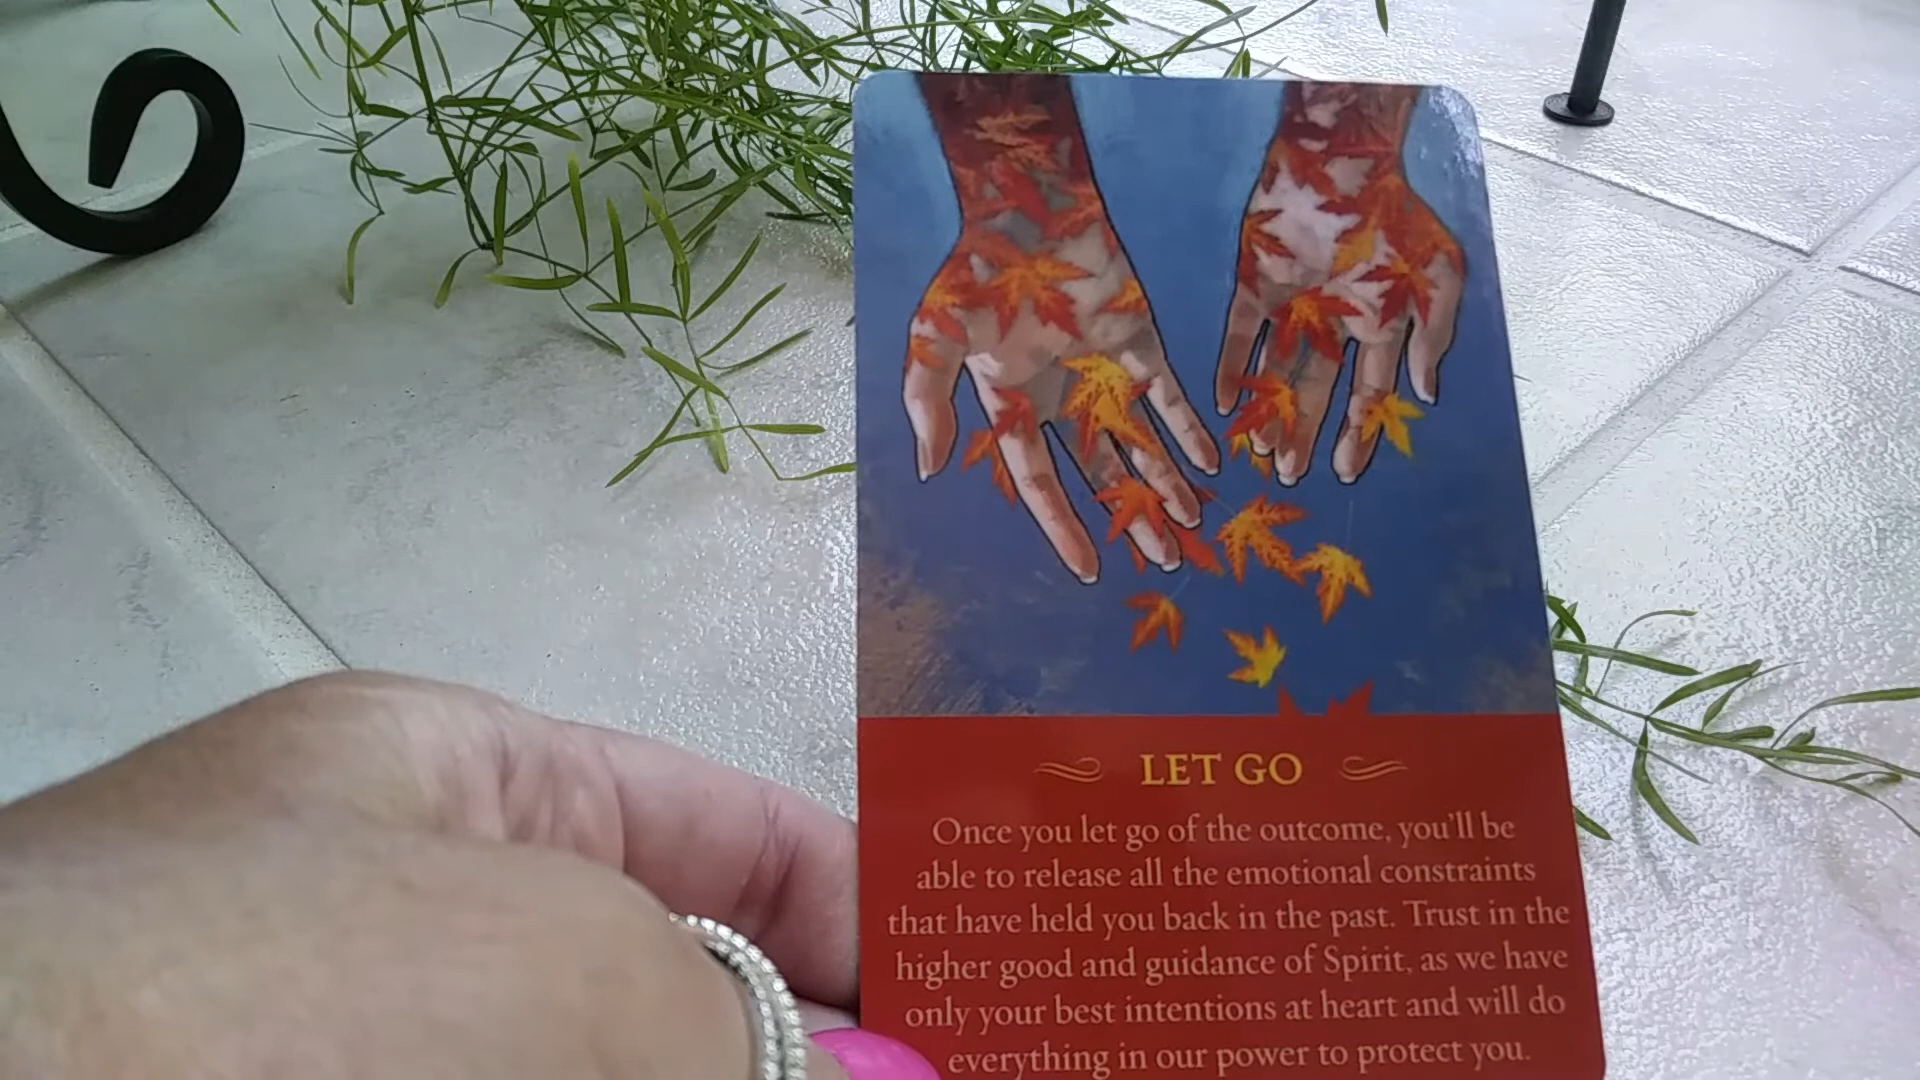 LET GO
Once you let go of the outcome, you'll be
able to release all the emotional constraints
that have held you back in the past. Trust in the
higher good and guidance of Spirit, as we have
only your best intentions at heart and will do
everything in our power to protect you.